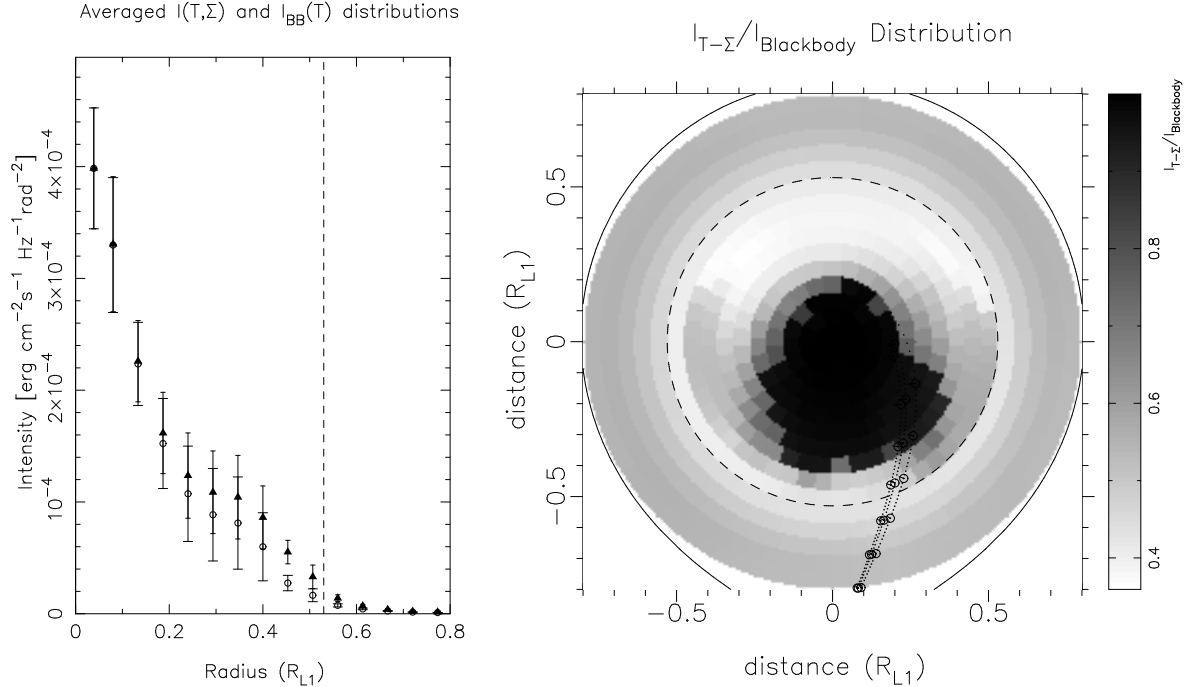 Averaged I(T,Σ) and I_BB(T) distributions
Intensity [erg cm⁻²s⁻¹ Hz⁻¹rad⁻²]
4×10⁻⁴
3×10⁻⁴
2×10⁻⁴
10⁻⁴
0
0 0.2 0.4 0.6 0.8
Radius (R_L1)
I_T−Σ/I_Blackbody Distribution
distance (R_L1)
0.5
0
−0.5
−0.5 0 0.5
distance (R_L1)
I_T−Σ/I_Blackbody
0.8
0.6
0.4